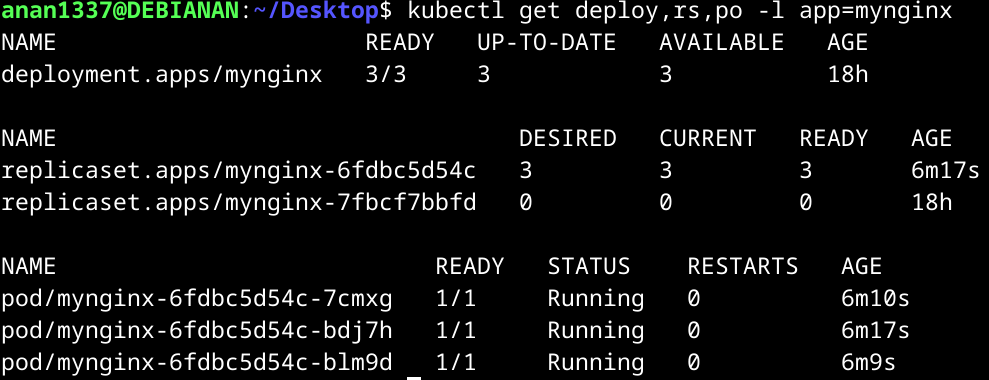 anan1337@DEBIANAN:~/Desktop$ kubectl get deploy,rs,po -l app=mynginx
NAME READY UP-TO-DATE AVAILABLE AGE
deployment.apps/mynginx 3/3 3 3 18h
NAME DESIRED CURRENT READY AGE
replicaset.apps/mynginx-6fdbc5d54c 3 3 3 6m17s
replicaset.apps/mynginx-7fbcf7bbfd 0 0 0 18h
NAME READY STATUS RESTARTS AGE
pod/mynginx-6fdbc5d54c-7cmxg 1/1 Running 0 6m10s
pod/mynginx-6fdbc5d54c-bdj7h 1/1 Running 0 6m17s
pod/mynginx-6fdbc5d54c-blm9d 1/1 Running 0 6m9s